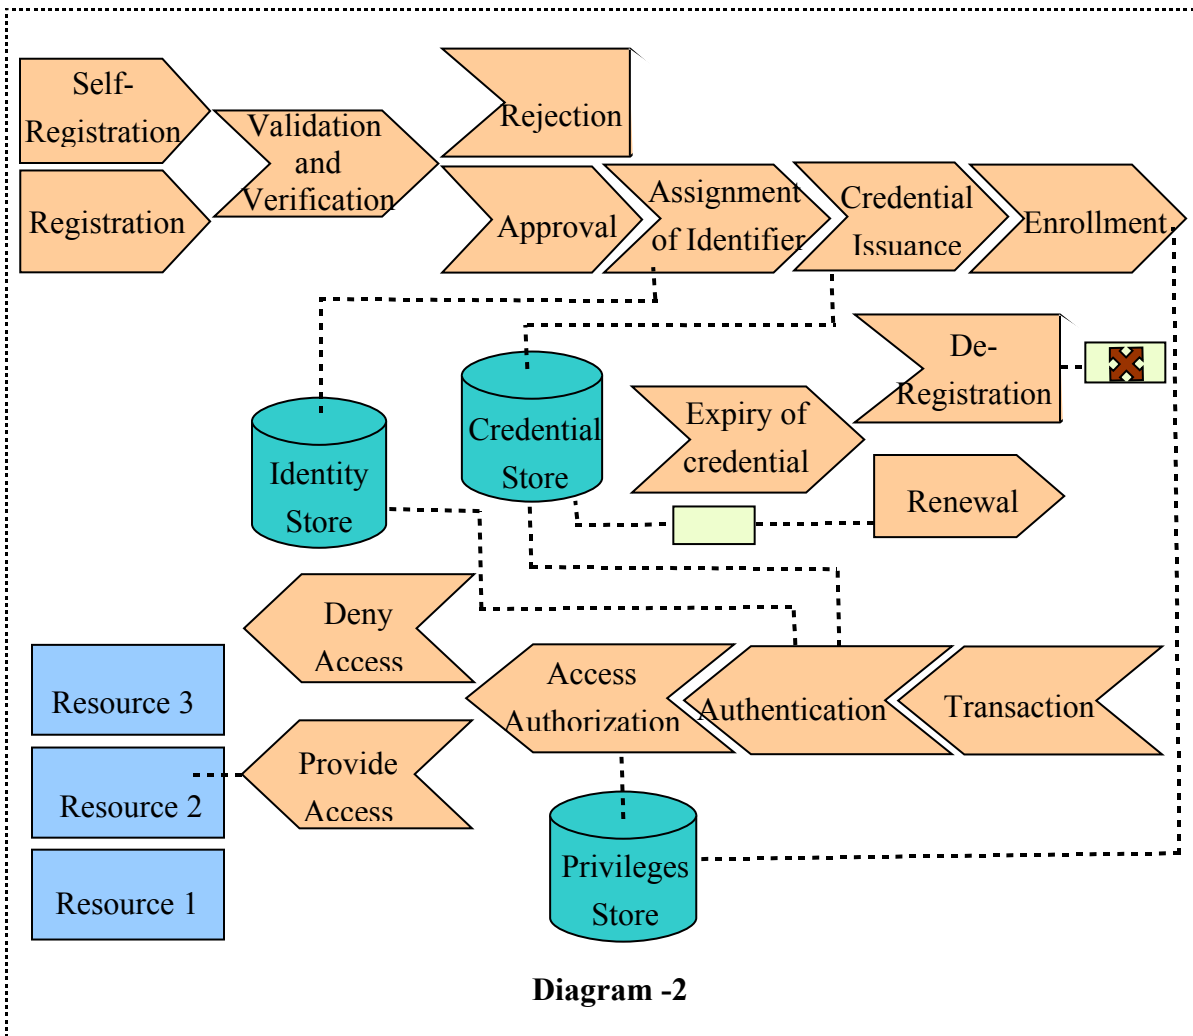 Self-
Registration
Registration
Validation
and
Verification
Rejection
Approval
Assignment
of Identifier
Credential
Issuance
Enrollment
De-
Registration
Expiry of
credential
Renewal
Identity
Store
Credential
Store
Deny
Access
Access
Authorization
Authentication
Transaction
Provide
Access
Resource 3
Resource 2
Resource 1
Privileges
Store
Diagram -2